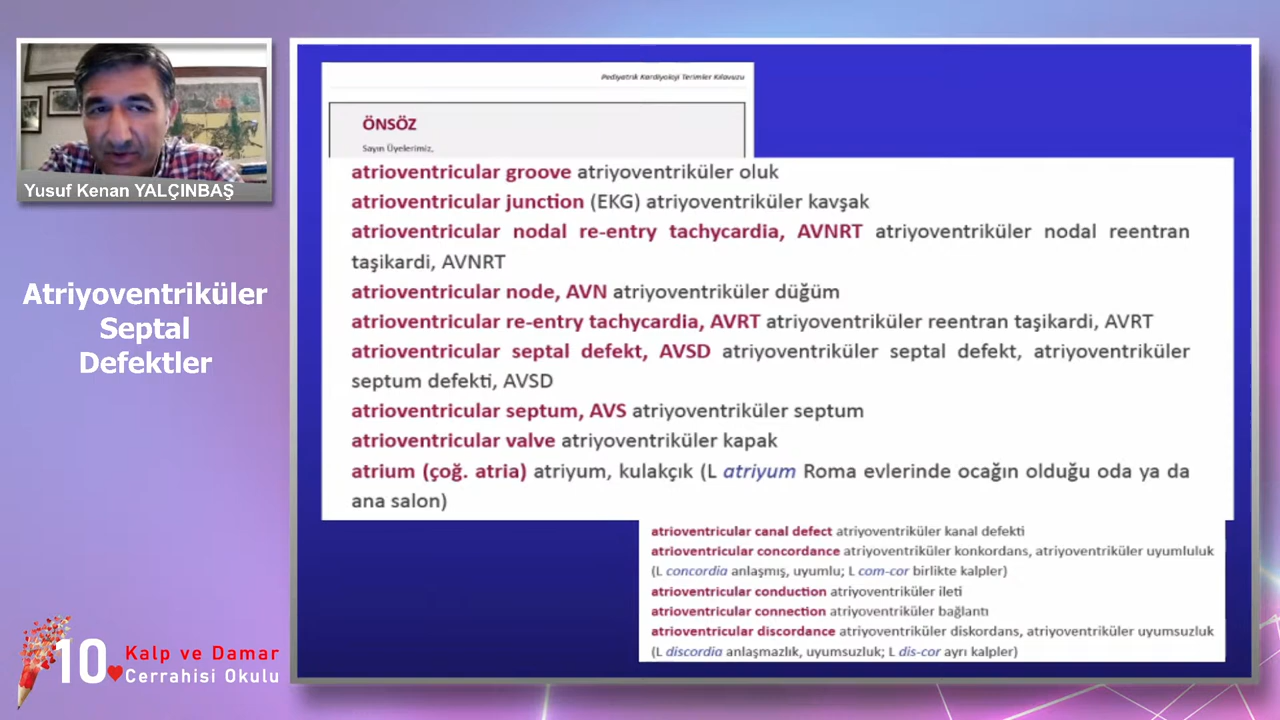 Yusuf Kenan YALÇINBAŞ
Atriyoventriküler
Septal
Defektler
10
Kalp ve Damar
Cerrahisi Okulu
Pediyatrik Kardiyoloji Terimler Kılavuzu
ÖNSÖZ
Sayın Üyelerimiz,
atrioventricular groove atriyoventriküler oluk
atrioventricular junction (EKG) atriyoventriküler kavşak
atrioventricular nodal re-entry tachycardia, AVNRT atriyoventriküler nodal reentran
taşikardi, AVNRT
atrioventricular node, AVN atriyoventriküler düğüm
atrioventricular re-entry tachycardia, AVRT atriyoventriküler reentran taşikardi, AVRT
atrioventricular septal defekt, AVSD atriyoventriküler septal defekt, atriyoventriküler
septum defekti, AVSD
atrioventricular septum, AVS atriyoventriküler septum
atrioventricular valve atriyoventriküler kapak
atrium (çoğ. atria) atriyum, kulakçık (L atriyum Roma evlerinde ocağın olduğu oda ya da
ana salon)
atrioventricular canal defect atriyoventriküler kanal defekti
atrioventricular concordance atriyoventriküler konkordans, atriyoventriküler uyumluluk
(L concordia anlaşmış, uyumlu; L com-cor birlikte kalpler)
atrioventricular conduction atriyoventriküler ileti
atrioventricular connection atriyoventriküler bağlantı
atrioventricular discordance atriyoventriküler diskordans, atriyoventriküler uyumsuzluk
(L discordia anlaşmazlık, uyumsuzluk; L dis-cor ayrı kalpler)